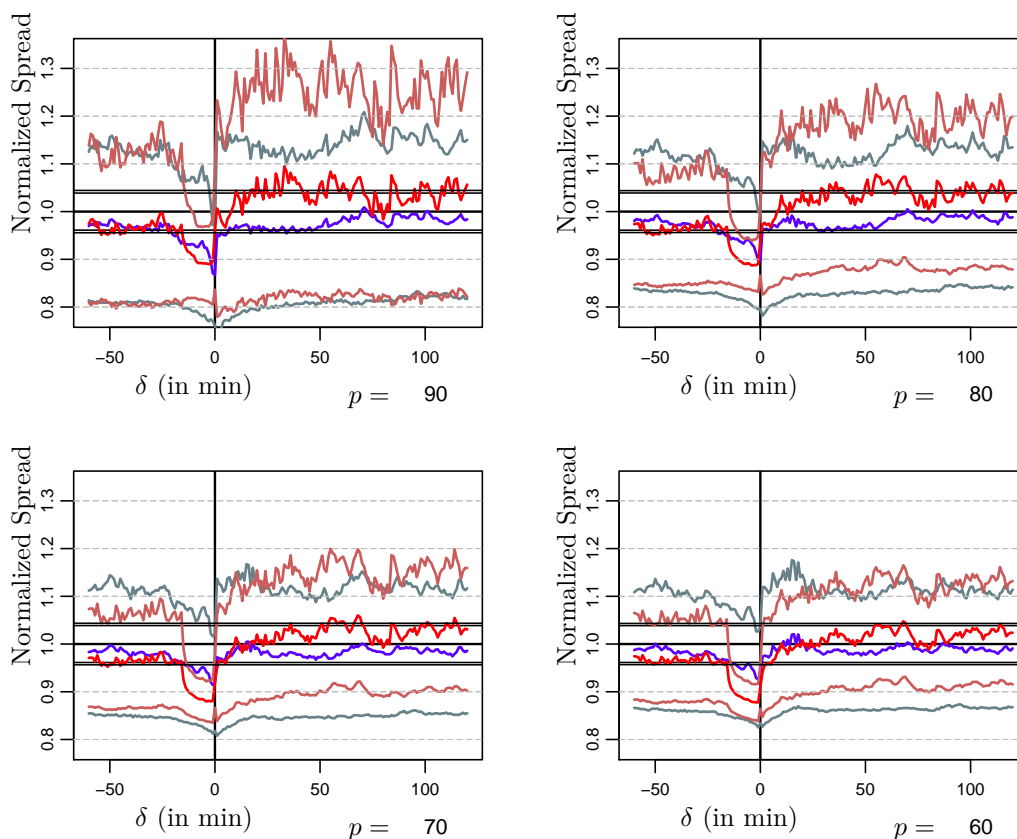 Normalized Spread
1.3
1.2
1.1
1.0
0.9
0.8
−50 0 50 100
δ (in min)
p = 90
Normalized Spread
1.3
1.2
1.1
1.0
0.9
0.8
−50 0 50 100
δ (in min)
p = 80
Normalized Spread
1.3
1.2
1.1
1.0
0.9
0.8
−50 0 50 100
δ (in min)
p = 70
Normalized Spread
1.3
1.2
1.1
1.0
0.9
0.8
−50 0 50 100
δ (in min)
p = 60